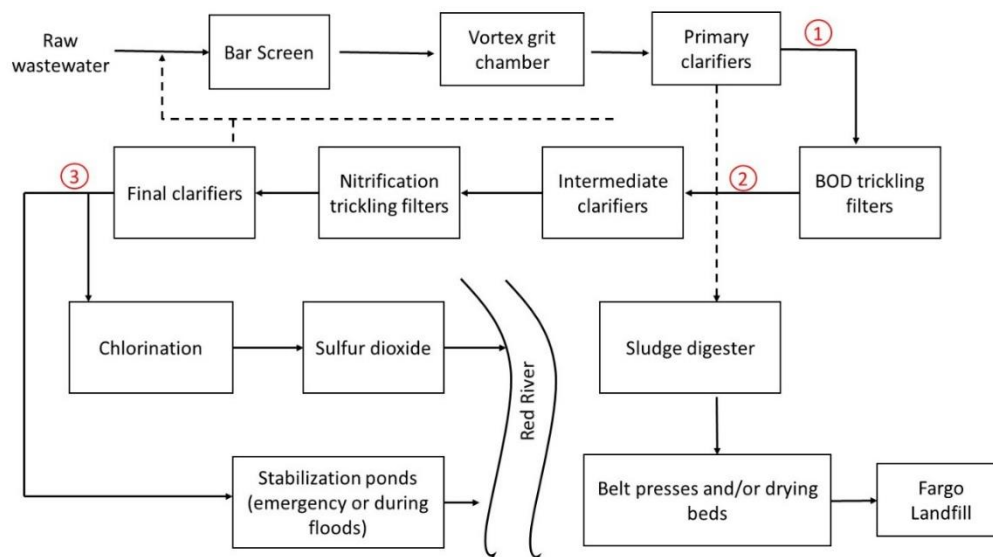 Raw
wastewater
Bar Screen
Vortex grit
chamber
Primary
clarifiers
1
3
Final clarifiers
Nitrification
trickling filters
Intermediate
clarifiers
2
BOD trickling
filters
Chlorination
Sulfur dioxide
Red River
Sludge digester
Stabilization ponds
(emergency or during
floods)
Belt presses and/or drying
beds
Fargo
Landfill